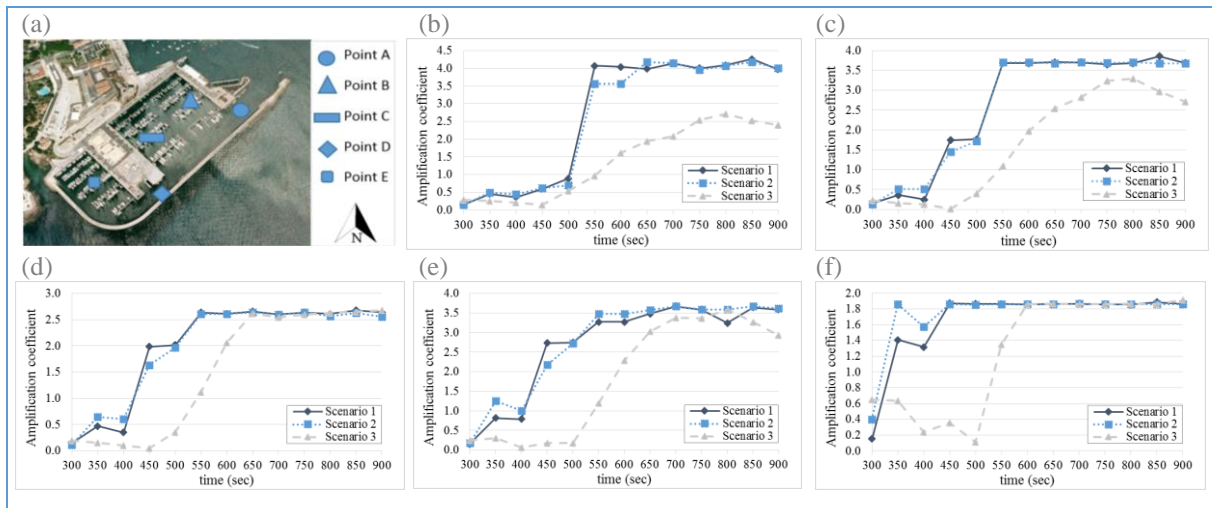 (a)
Point A
Point B
Point C
Point D
Point E
N
(b)
Amplification coefficient
4.5
4.0
3.5
3.0
2.5
2.0
1.5
1.0
0.5
0.0
300 350 400 450 500 550 600 650 700 750 800 850 900
time (sec)
Scenario 1
Scenario 2
Scenario 3
(c)
Amplification coefficient
4.0
3.5
3.0
2.5
2.0
1.5
1.0
0.5
0.0
300 350 400 450 500 550 600 650 700 750 800 850 900
time (sec)
Scenario 1
Scenario 2
Scenario 3
(d)
Amplification coefficient
3.0
2.5
2.0
1.5
1.0
0.5
0.0
300 350 400 450 500 550 600 650 700 750 800 850 900
time (sec)
Scenario 1
Scenario 2
Scenario 3
(e)
Amplification coefficient
4.0
3.5
3.0
2.5
2.0
1.5
1.0
0.5
0.0
300 350 400 450 500 550 600 650 700 750 800 850 900
time (sec)
Scenario 1
Scenario 2
Scenario 3
(f)
Amplification coefficient
2.0
1.8
1.6
1.4
1.2
1.0
0.8
0.6
0.4
0.2
0.0
300 350 400 450 500 550 600 650 700 750 800 850 900
time (sec)
Scenario 1
Scenario 2
Scenario 3